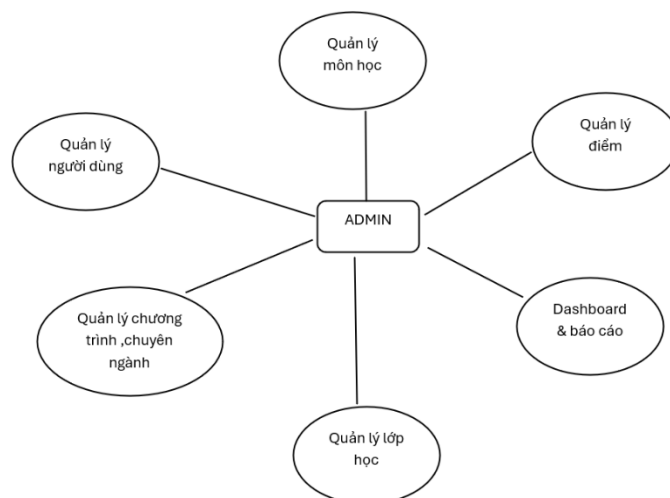 Quản lý
môn học
Quản lý
điểm
Quản lý
người dùng
ADMIN
Quản lý chương
trình ,chuyên
ngành
Dashboard
& báo cáo
Quản lý lớp
học